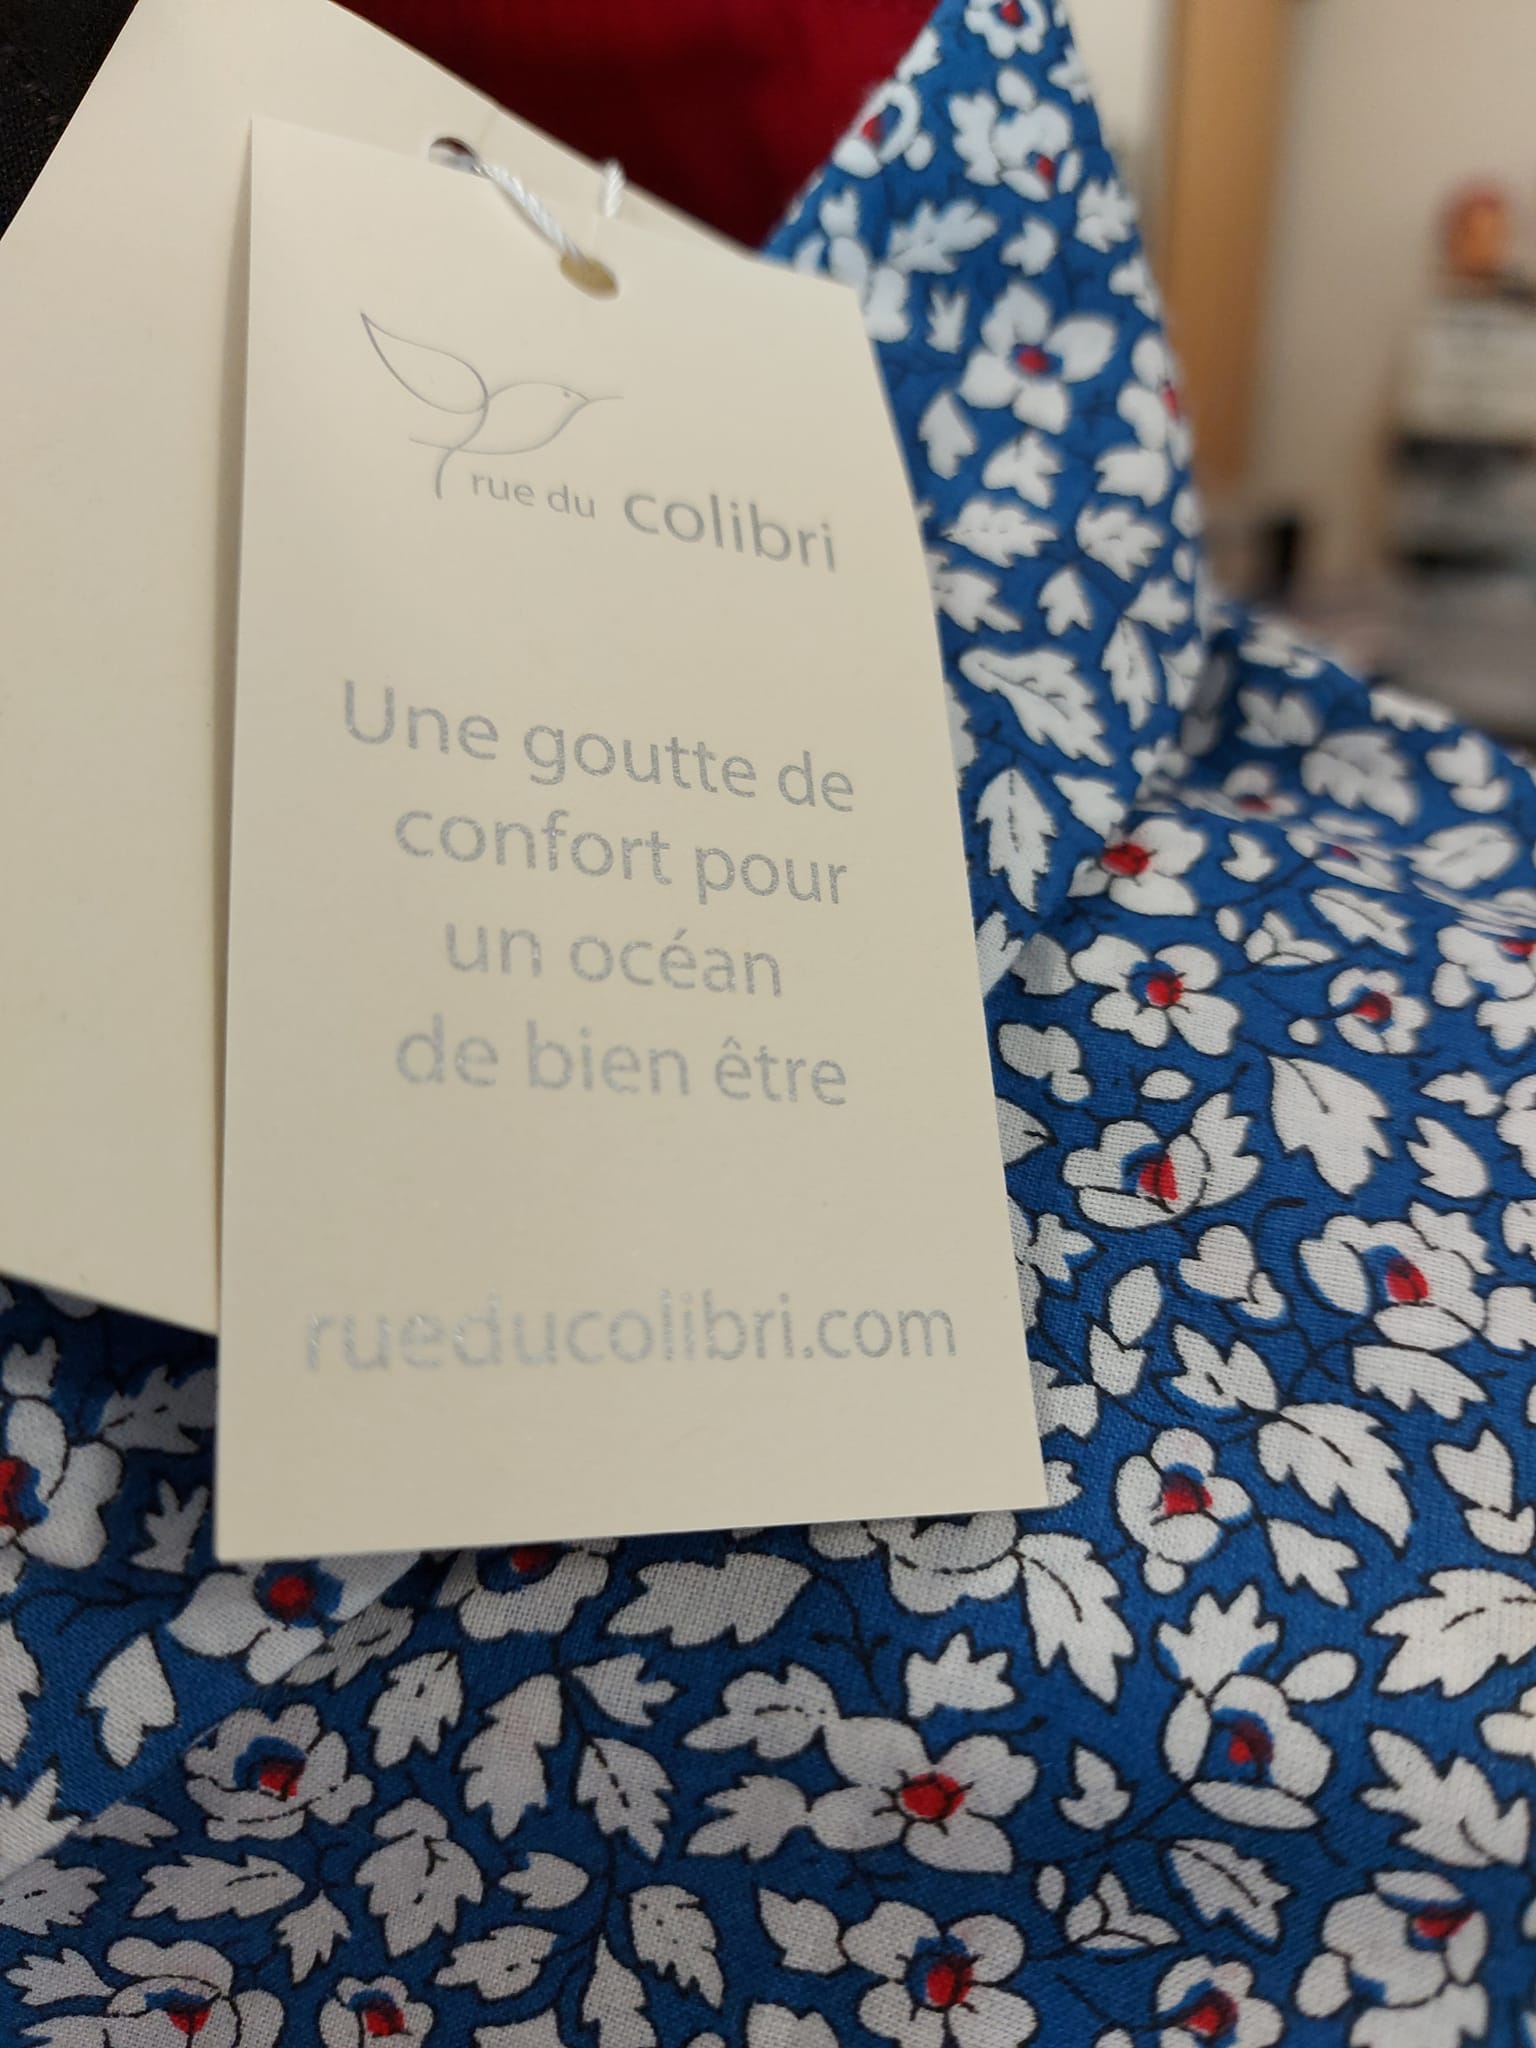 rue du colibri
Une goutte de
confort pour
un océan
de bien être
rueducolibri.com